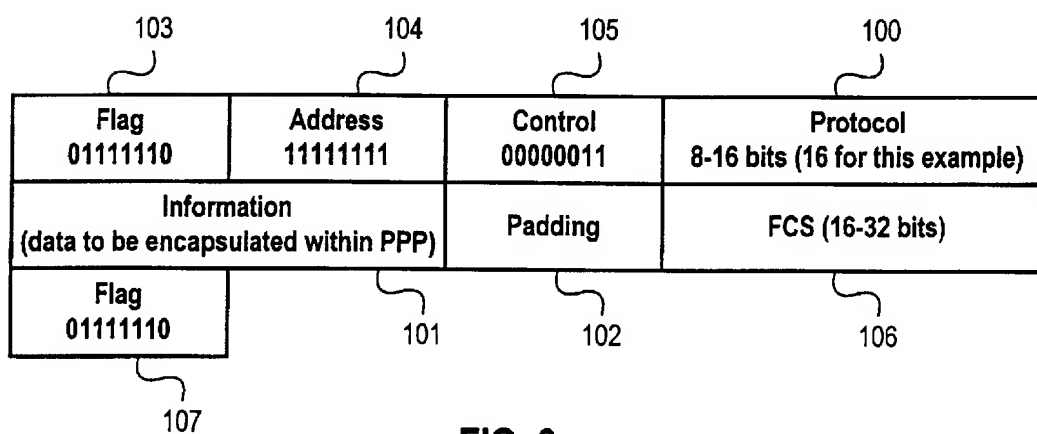 103 104 105 100
Flag Address Control Protocol
01111110 11111111 00000011 8-16 bits (16 for this example)
Information
(data to be encapsulated within PPP) Padding FCS (16-32 bits)
Flag
01111110
101 102 106
107